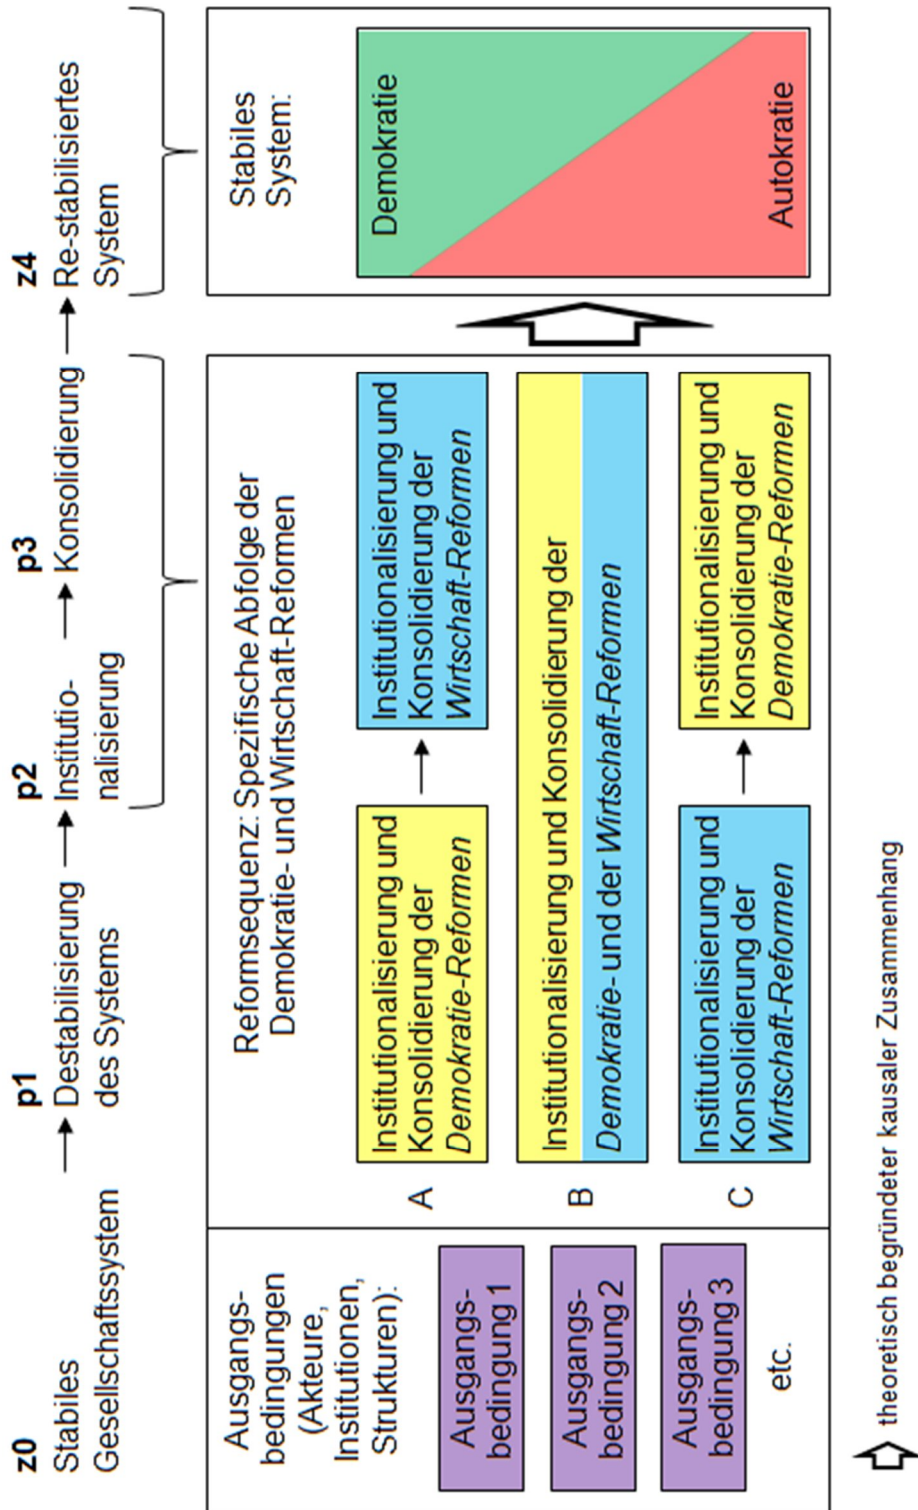 z0
Stabiles
Gesellschaftssystem
p1
Destabilisierung
des Systems
p2
Institutio-
nalisierung
p3
Konsolidierung
z4
Re-stabilisiertes
System
Ausgangs-
bedingungen
(Akteure,
Institutionen,
Strukturen):
Ausgangs-
bedingung 1
Ausgangs-
bedingung 2
Ausgangs-
bedingung 3
etc.
Reformsequenz: Spezifische Abfolge der
Demokratie- und Wirtschaft-Reformen
A
Institutionalisierung und
Konsolidierung der
Demokratie-Reformen
Institutionalisierung und
Konsolidierung der
Wirtschaft-Reformen
B
Institutionalisierung und Konsolidierung der
Demokratie- und der Wirtschaft-Reformen
C
Institutionalisierung und
Konsolidierung der
Wirtschaft-Reformen
Institutionalisierung und
Konsolidierung der
Demokratie-Reformen
Stabiles
System:
Demokratie
Autokratie
theoretisch begründeter kausaler Zusammenhang